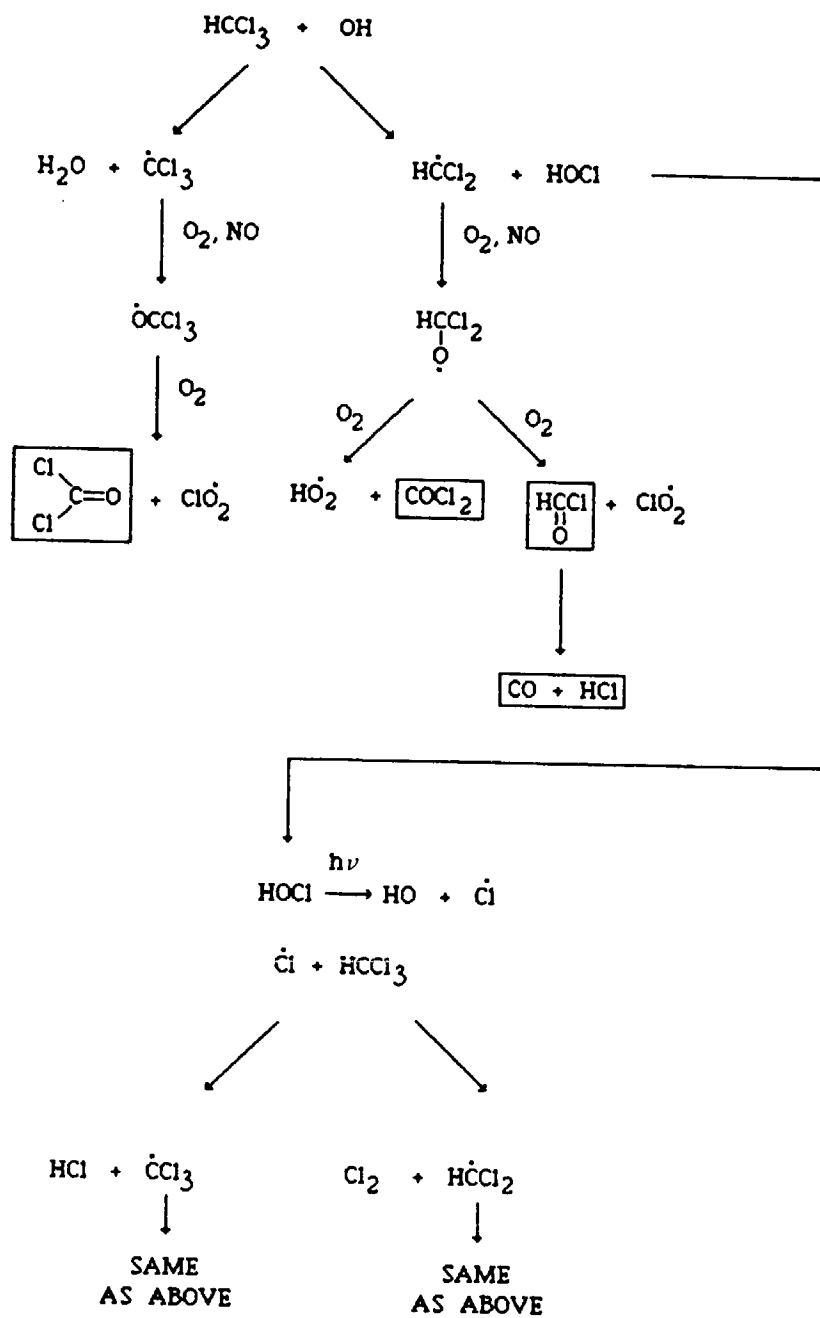 HCCl3 + OH
H2O + ĊCl3
HĊCl2 + HOCl
O2, NO
O2, NO
ȮCCl3
HCCl2
O
.
O2
O2
O2
Cl
C=O + ClȮ2
Cl
HȮ2 + COCl2
HCCl + ClȮ2
O
CO + HCl
hν
HOCl → HO + Ċl
Ċl + HCCl3
HCl + ĊCl3
Cl2 + HĊCl2
SAME
AS ABOVE
SAME
AS ABOVE